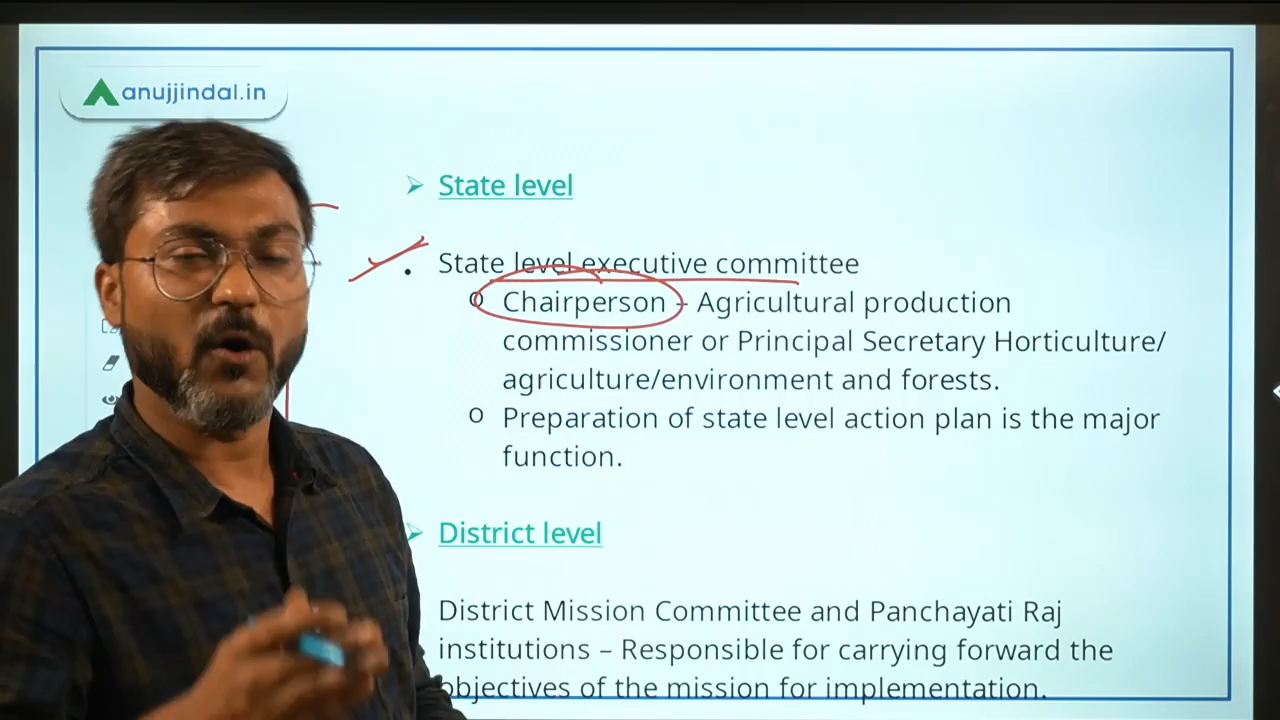 anujjindal.in
State level
State level executive committee
Chairperson – Agricultural production
commissioner or Principal Secretary Horticulture/
agriculture/environment and forests.
Preparation of state level action plan is the major
function.
District level
District Mission Committee and Panchayati Raj
institutions – Responsible for carrying forward the
objectives of the mission for implementation.